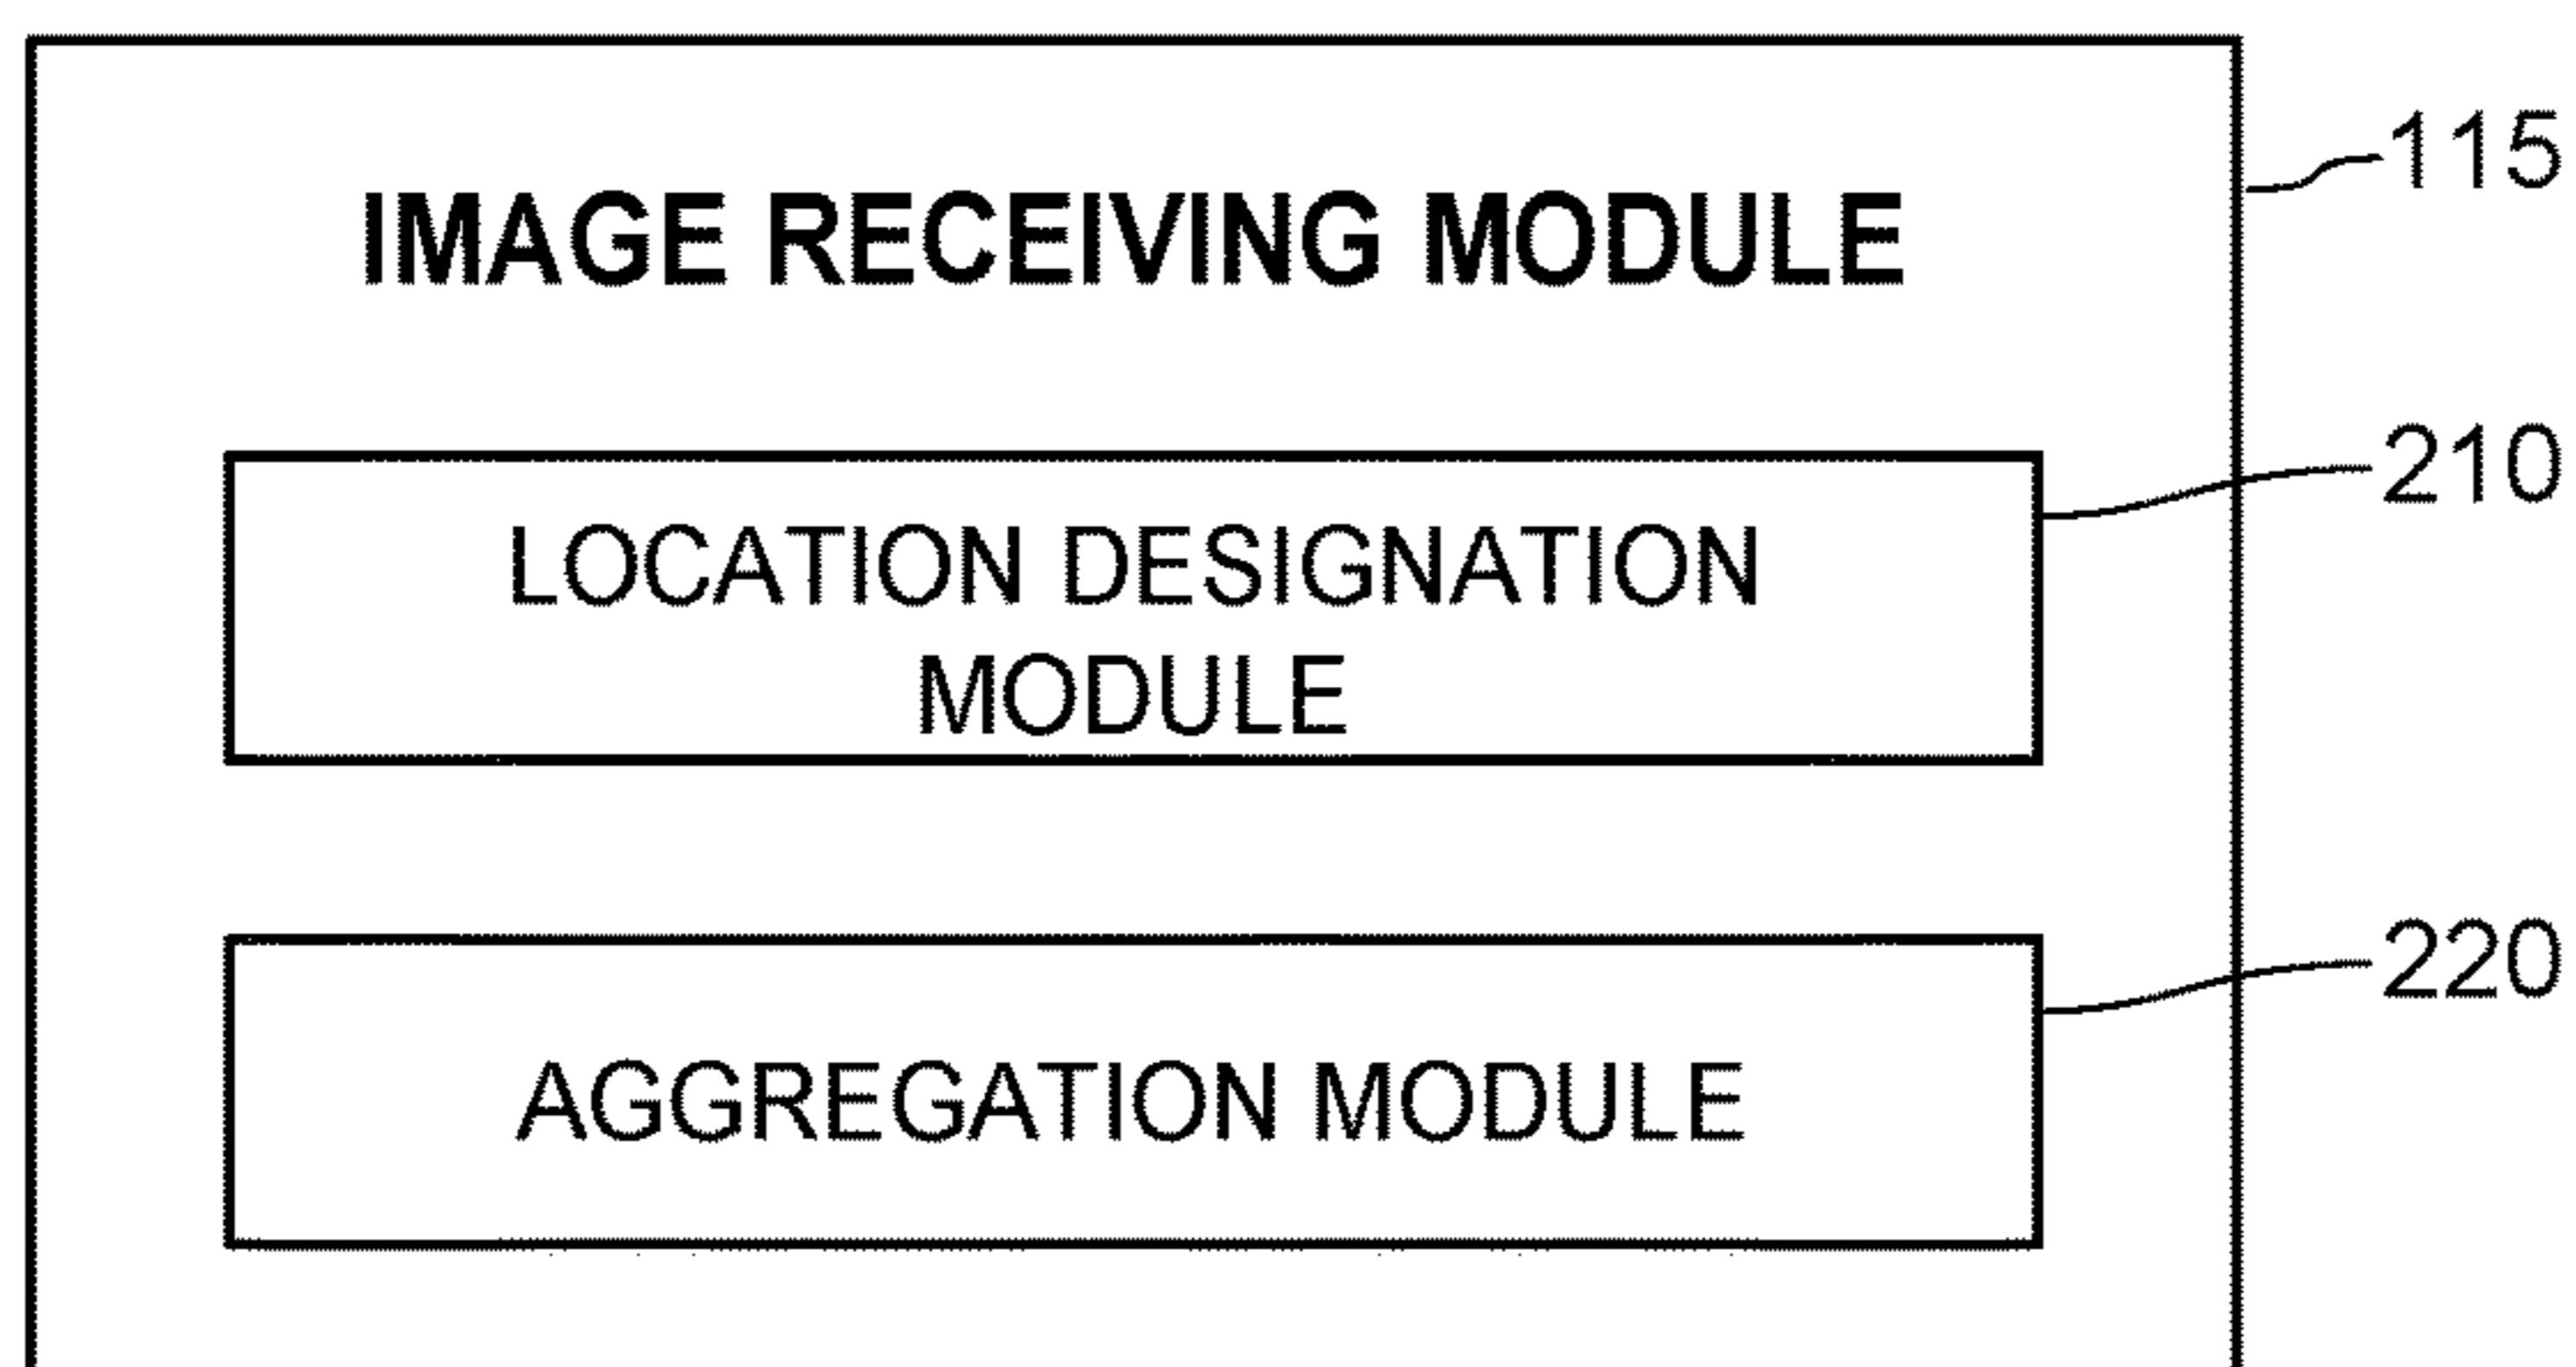 115
IMAGE RECEIVING MODULE
210
LOCATION DESIGNATION
MODULE
220
AGGREGATION MODULE